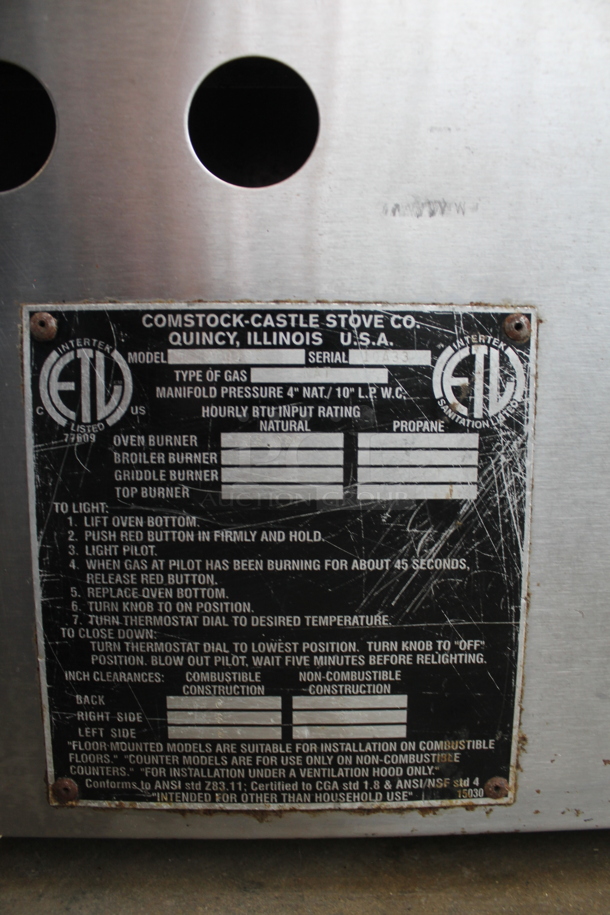 COMSTOCK-CASTLE STOVE CO.
QUINCY, ILLINOIS U.S.A.
INTERTEK
ETL
LISTED
C US
77609
INTERTEK
ETL
SANITATION LISTED
MODEL SERIAL
TYPE OF GAS
MANIFOLD PRESSURE 4" NAT./ 10" L.P. W.C.
HOURLY BTU INPUT RATING
NATURAL PROPANE
OVEN BURNER
BROILER BURNER
GRIDDLE BURNER
TOP BURNER
AUCTION GROUP
TO LIGHT:
1. LIFT OVEN BOTTOM.
2. PUSH RED BUTTON IN FIRMLY AND HOLD.
3. LIGHT PILOT.
4. WHEN GAS AT PILOT HAS BEEN BURNING FOR ABOUT 45 SECONDS,
RELEASE RED BUTTON.
5. REPLACE OVEN BOTTOM.
6. TURN KNOB TO ON POSITION.
7. TURN THERMOSTAT DIAL TO DESIRED TEMPERATURE.
TO CLOSE DOWN:
TURN THERMOSTAT DIAL TO LOWEST POSITION. TURN KNOB TO "OFF"
POSITION. BLOW OUT PILOT, WAIT FIVE MINUTES BEFORE RELIGHTING.
INCH CLEARANCES: COMBUSTIBLE NON-COMBUSTIBLE
CONSTRUCTION CONSTRUCTION
BACK
RIGHT SIDE
LEFT SIDE
"FLOOR MOUNTED MODELS ARE SUITABLE FOR INSTALLATION ON COMBUSTIBLE
FLOORS." "COUNTER MODELS ARE FOR USE ONLY ON NON-COMBUSTIBLE
COUNTERS." "FOR INSTALLATION UNDER A VENTILATION HOOD ONLY."
Conforms to ANSI std Z83.11; Certified to CGA std 1.8 & ANSI/NSF std 4
"INTENDED FOR OTHER THAN HOUSEHOLD USE" 15030